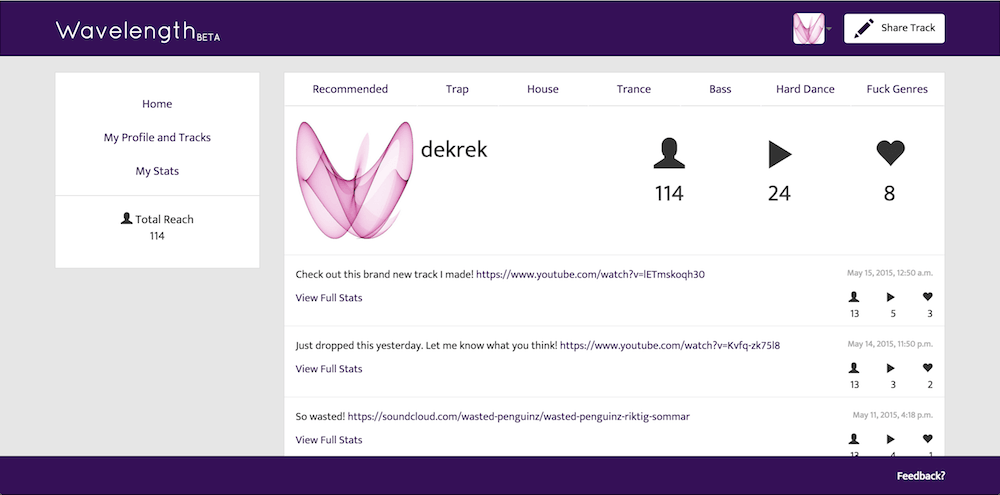 Wavelength BETA
Share Track
Home
My Profile and Tracks
My Stats
Total Reach
114
Recommended Trap House Trance Bass Hard Dance Fuck Genres
dekrek
114 24 8
Check out this brand new track I made! https://www.youtube.com/watch?v=lETmskoqh30
May 15, 2015, 12:50 a.m.
View Full Stats
13 5 3
Just dropped this yesterday. Let me know what you think! https://www.youtube.com/watch?v=Kvfq-zk75l8
May 14, 2015, 11:50 p.m.
View Full Stats
13 3 2
So wasted! https://soundcloud.com/wasted-penguinz/wasted-penguinz-riktig-sommar
May 11, 2015, 4:18 p.m.
View Full Stats
13 4 1
Feedback?